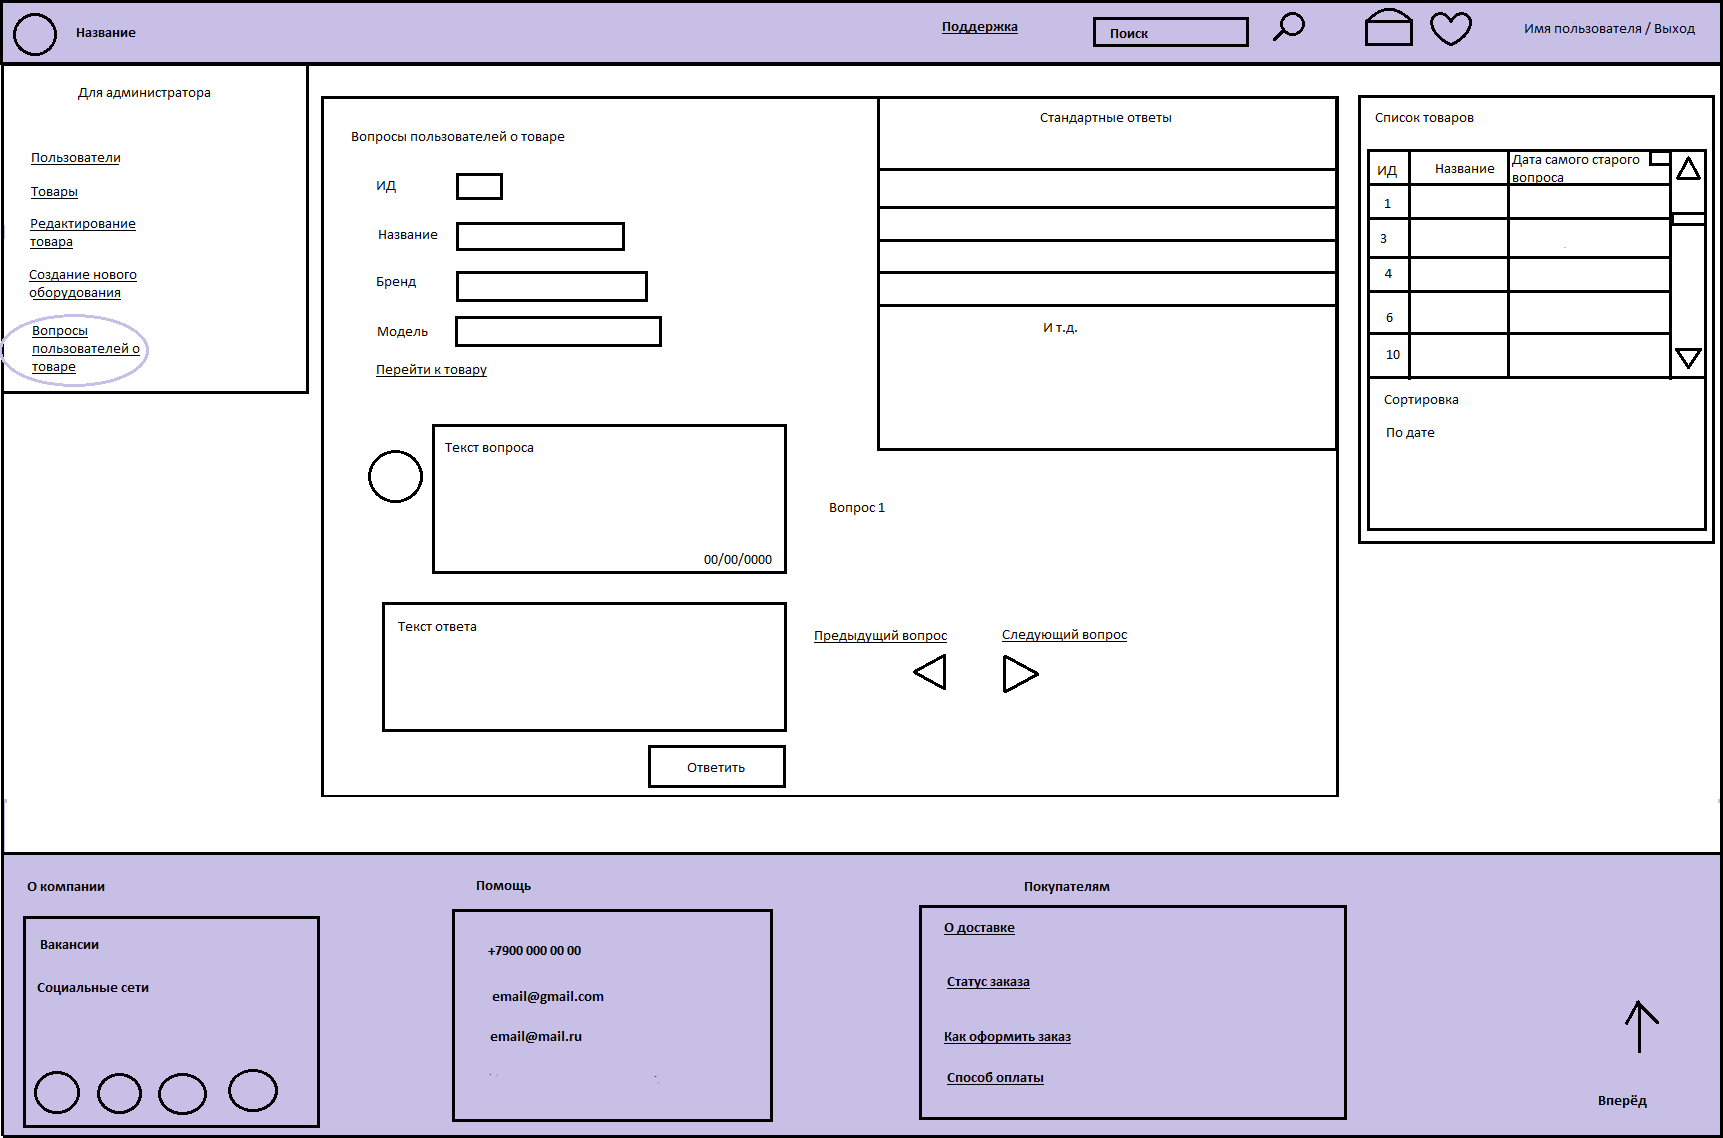 Название
Поддержка
Поиск
Имя пользователя / Выход
Для администратора
Пользователи
Товары
Редактирование
товара
Создание нового
оборудования
Вопросы
пользователей о
товаре
Вопросы пользователей о товаре
ИД
Название
Бренд
Модель
Перейти к товару
Стандартные ответы
И т.д.
Текст вопроса
00/00/0000
Вопрос 1
Текст ответа
Предыдущий вопрос
Следующий вопрос
Ответить
Список товаров
ИД
Название
Дата самого старого
вопроса
1
3
4
6
10
Сортировка
По дате
О компании
Вакансии
Социальные сети
Помощь
+7900 000 00 00
email@gmail.com
email@mail.ru
Покупателям
О доставке
Статус заказа
Как оформить заказ
Способ оплаты
Вперёд